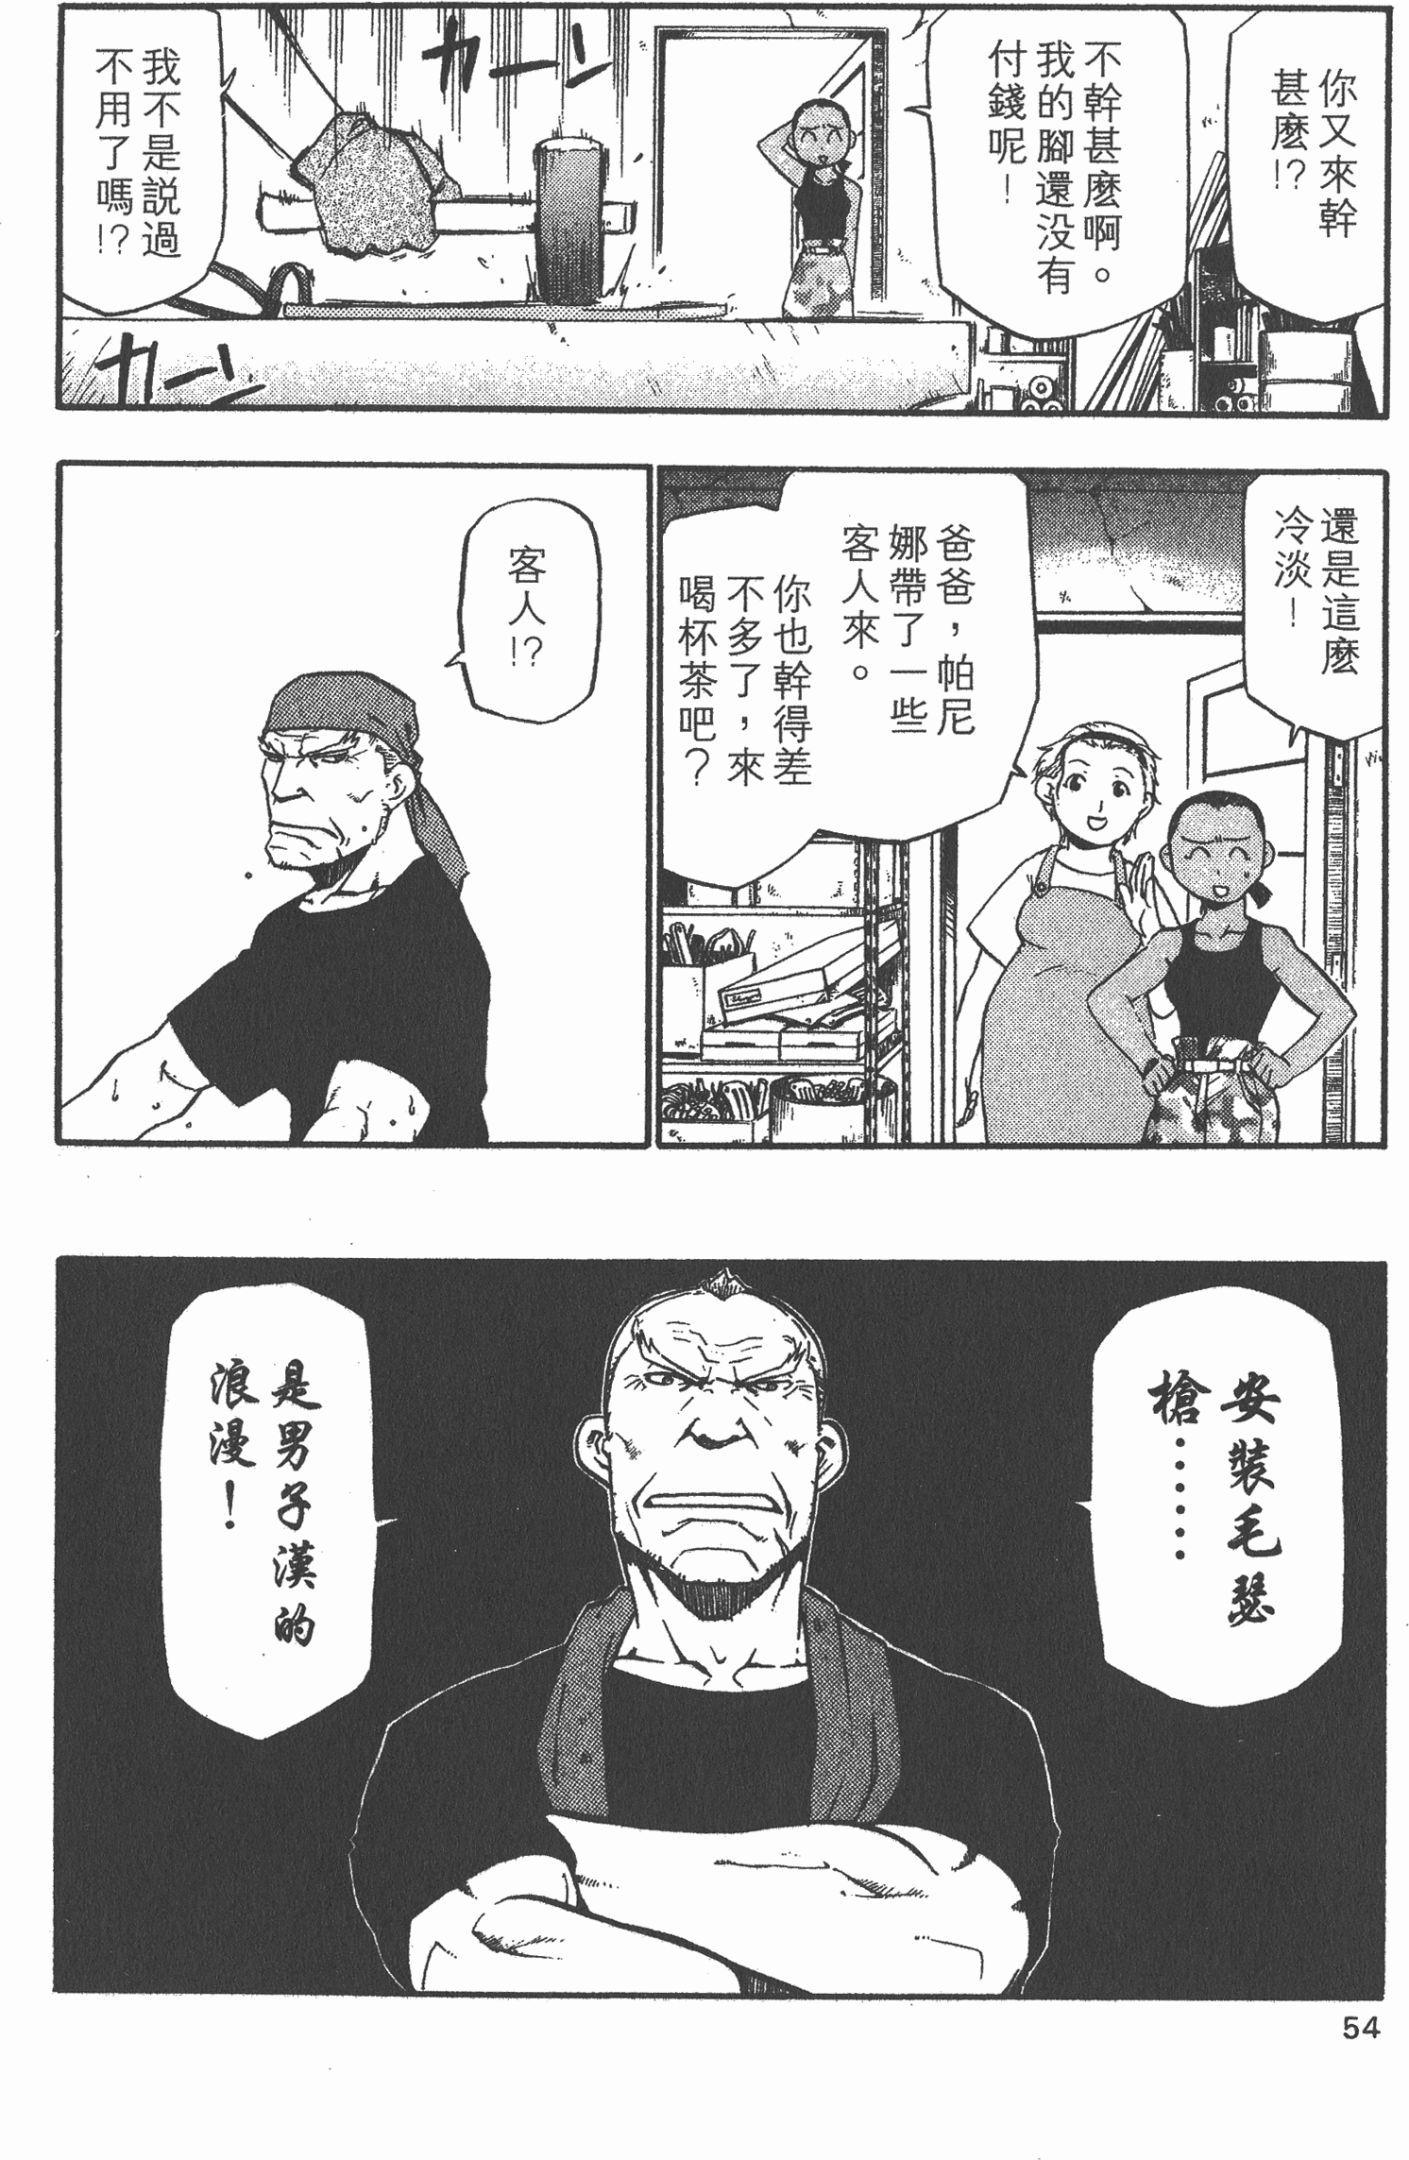 你又來幹
甚麼!?
不幹甚麼啊。
我的腳還没有
付錢呢！
カーン
我不是説過
不用了嗎!?
カーン
還是這麼
冷淡！
爸爸，帕尼
娜帶了一些
客人來。
你也幹得差
不多了，來
喝杯茶吧？
客人!?
安裝毛瑟
槍……
是男子漢的
浪漫！
54